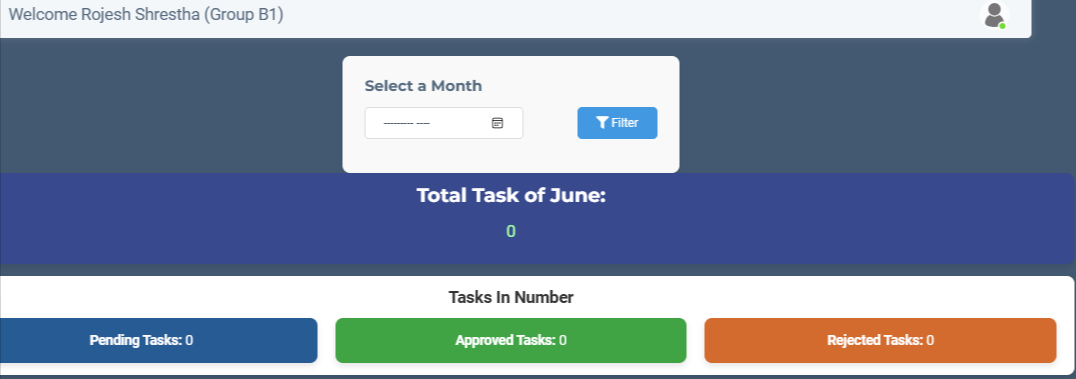 Welcome Rojesh Shrestha (Group B1)
Select a Month
--------- ----
Filter
Total Task of June:
0
Tasks In Number
Pending Tasks: 0
Approved Tasks: 0
Rejected Tasks: 0